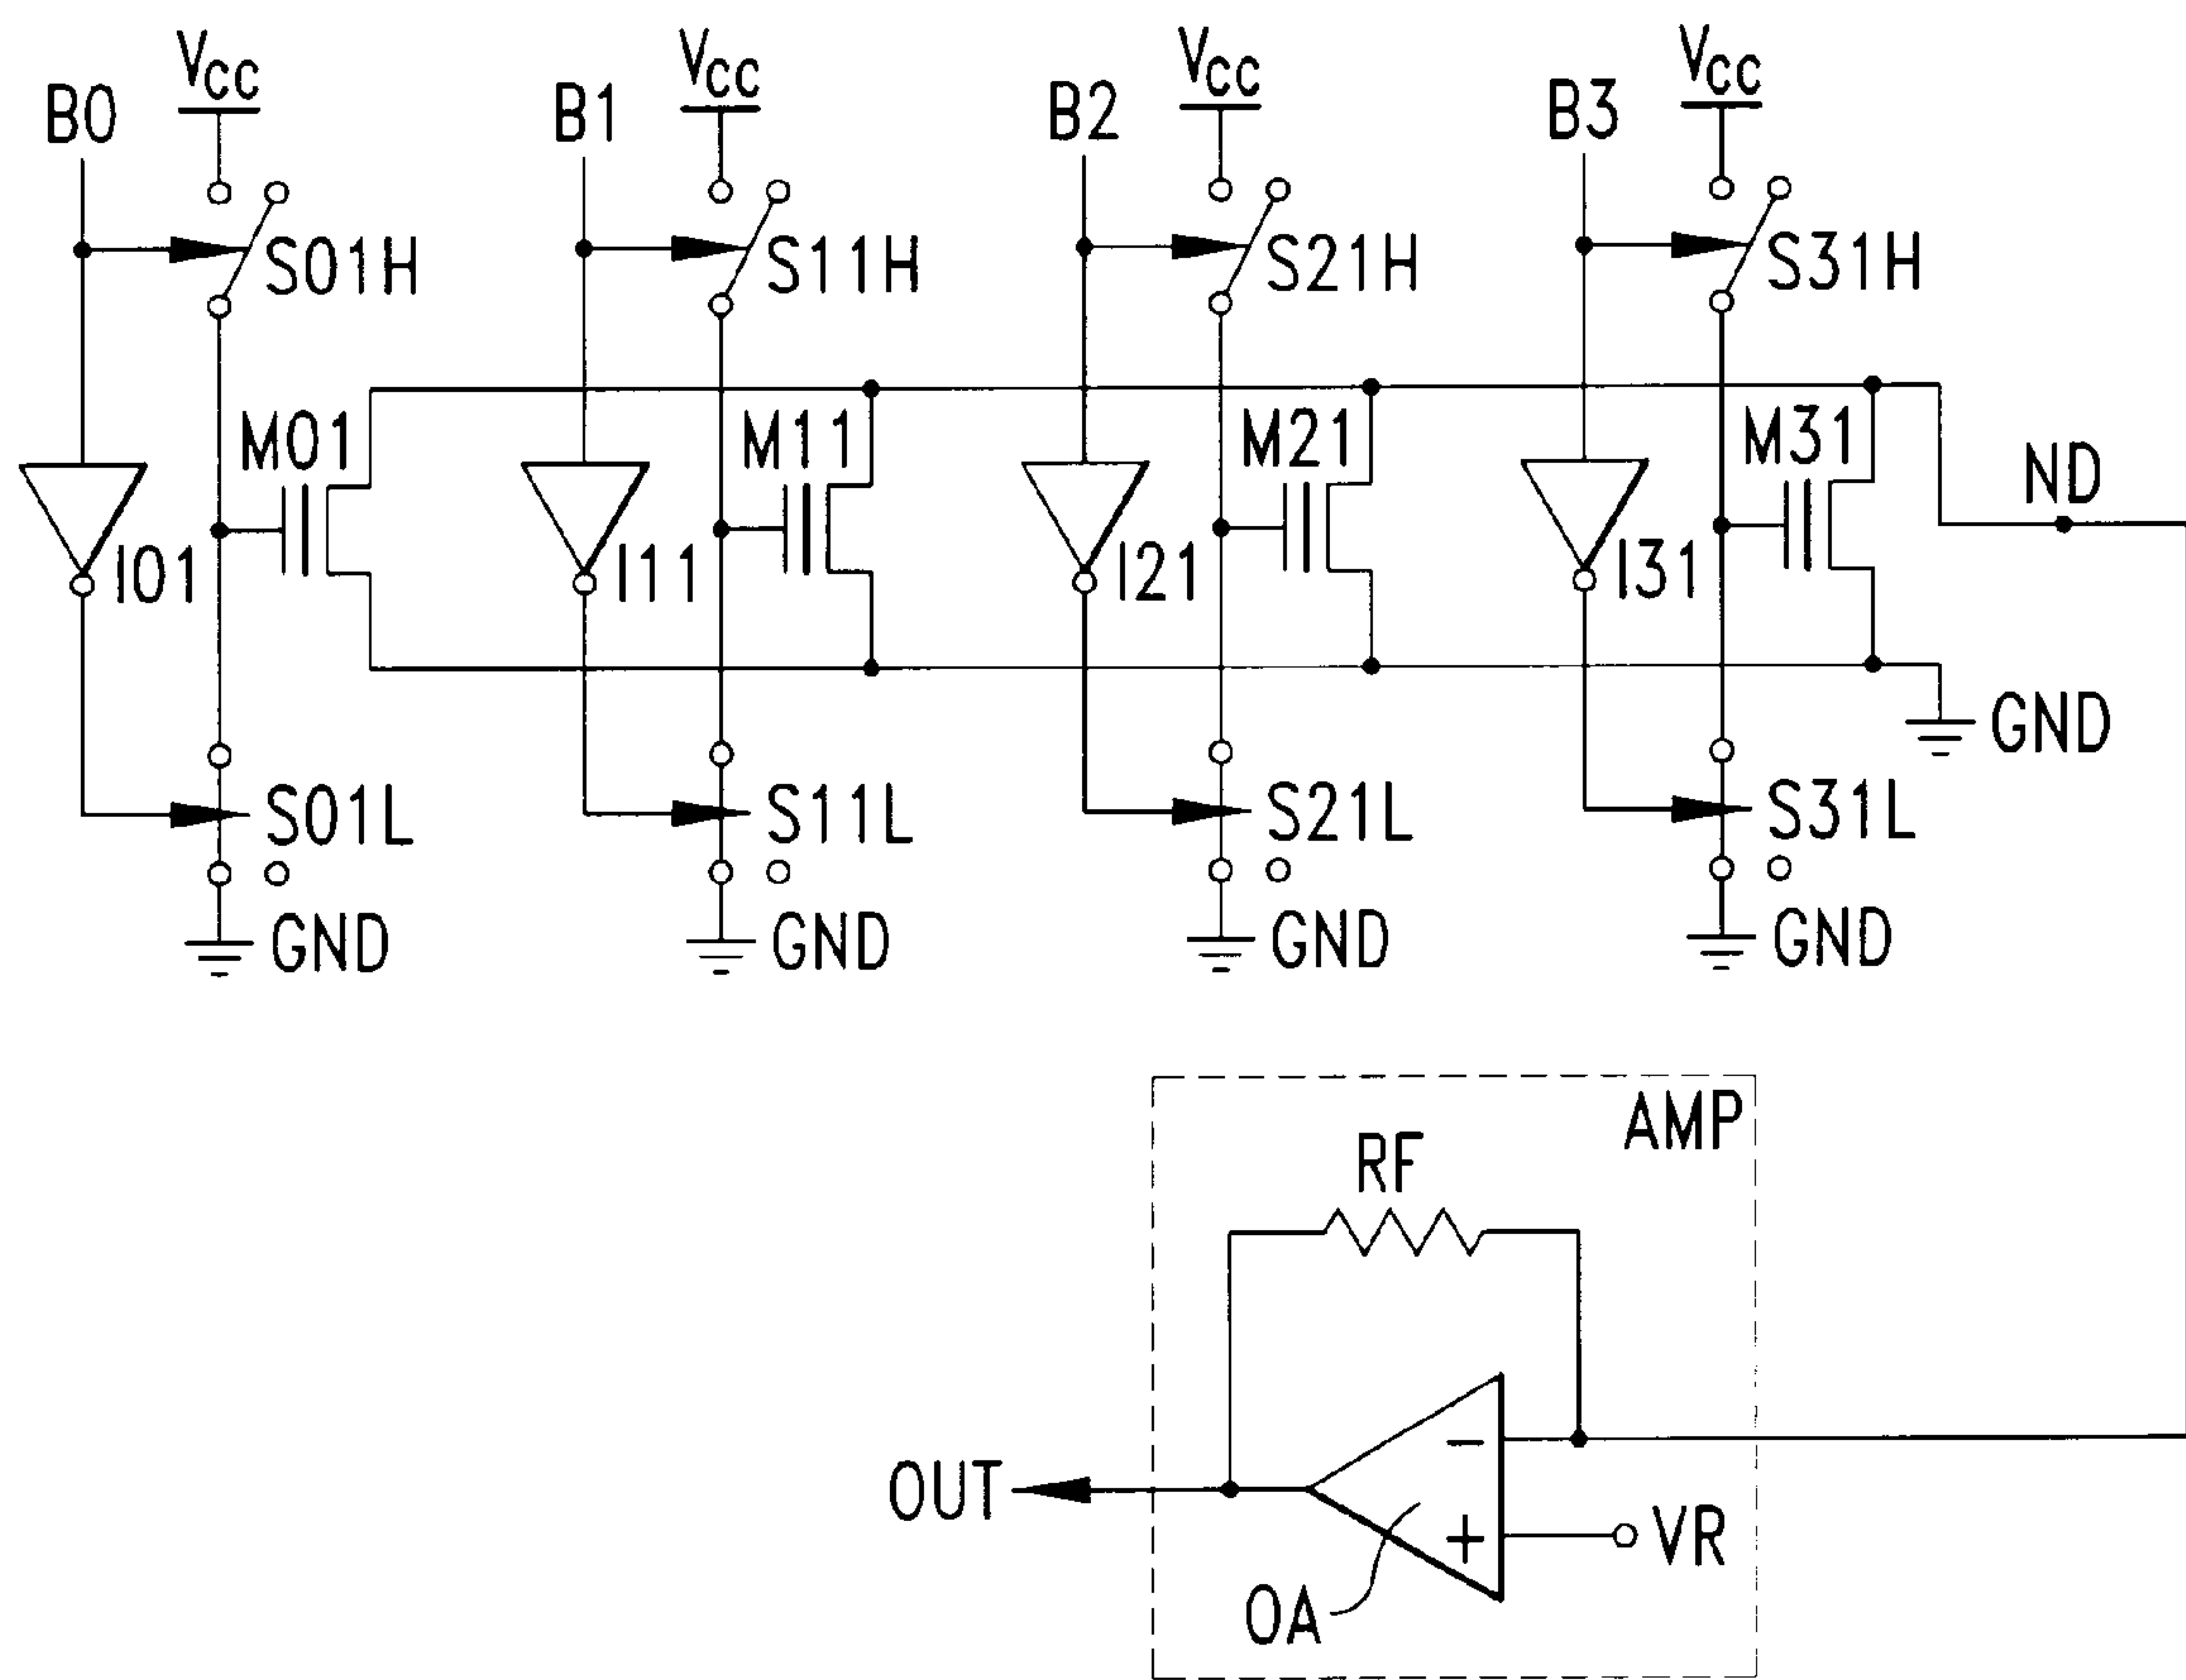 B0 VCC B1 VCC B2 VCC B3 VCC
S01H S11H S21H S31H
M01 M11 M21 M31 ND
I01 I11 I21 I31
GND
S01L S11L S21L S31L
GND GND GND GND
AMP
RF
−
OUT
+ VR
OA